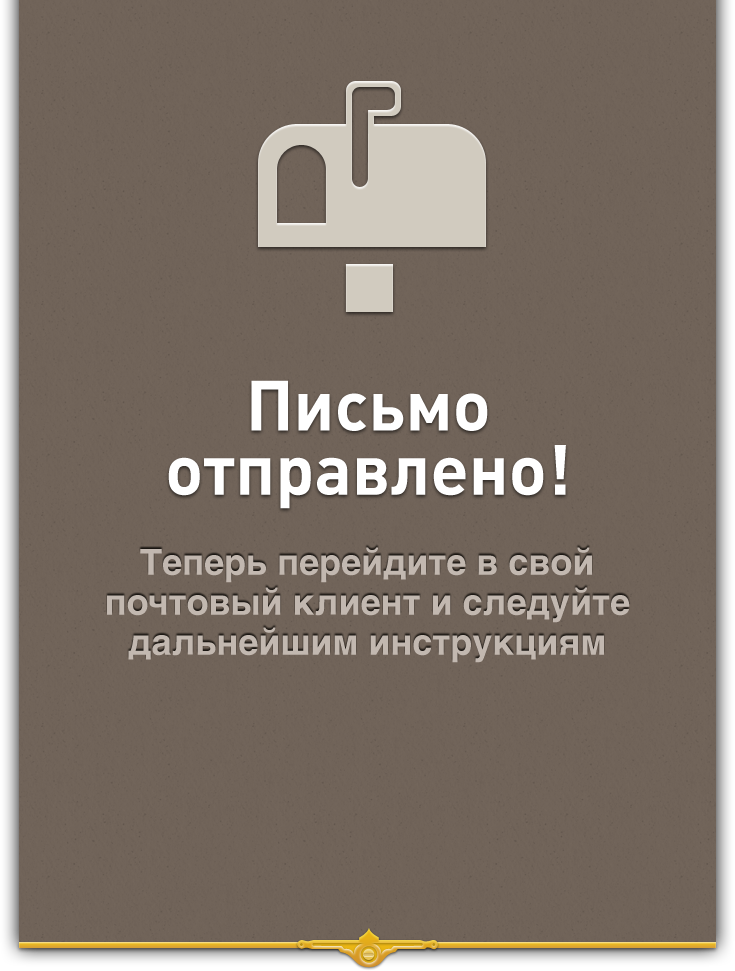 Письмо
отправлено!
Теперь перейдите в свой
почтовый клиент и следуйте
дальнейшим инструкциям